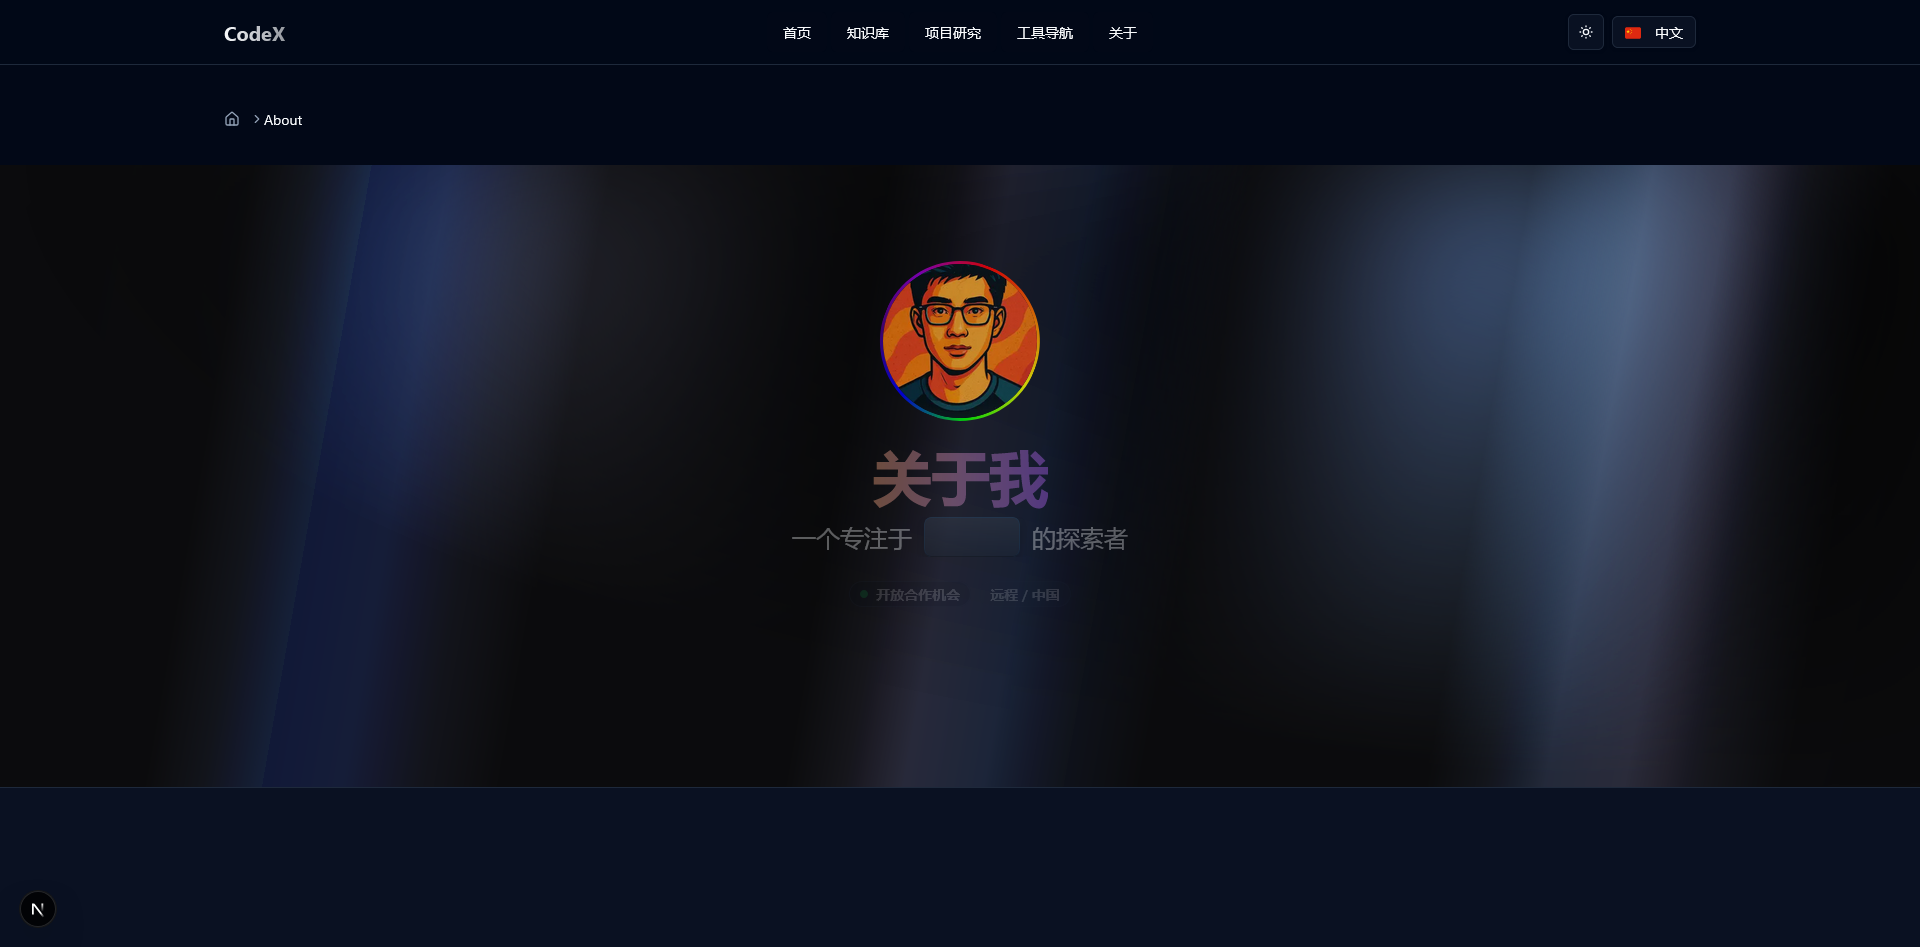 CodeX
首页
知识库
项目研究
工具导航
关于
中文
About
关于我
一个专注于 的探索者
开放合作机会
远程 / 中国
N